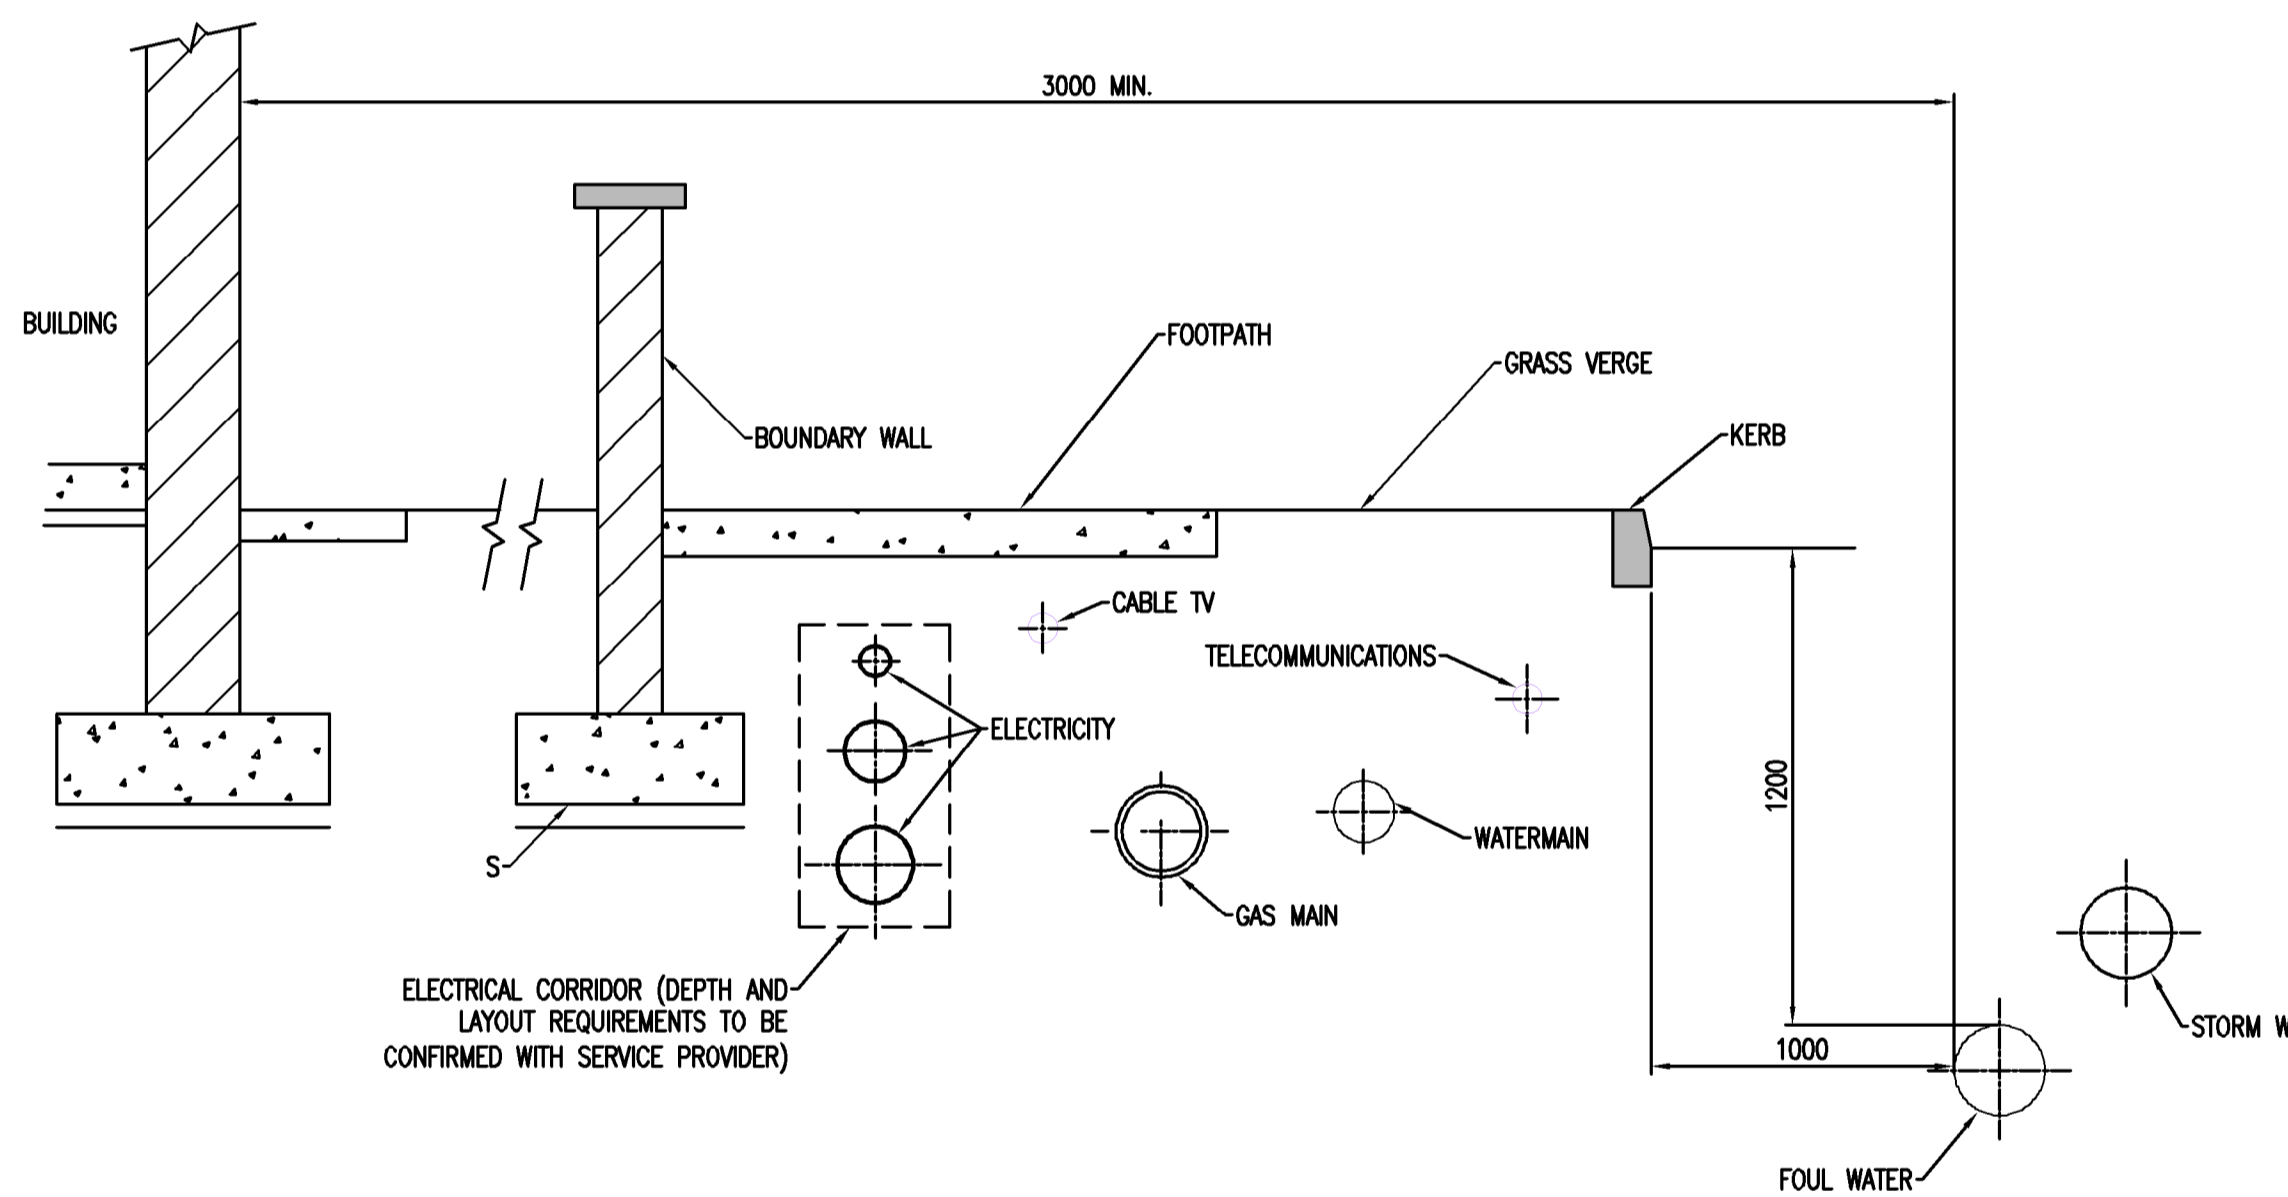 3000 MIN.
BUILDING
FOOTPATH
GRASS VERGE
BOUNDARY WALL
KERB
CABLE TV
TELECOMMUNICATIONS
ELECTRICITY
1200
WATERMAIN
S
GAS MAIN
ELECTRICAL CORRIDOR (DEPTH AND
LAYOUT REQUIREMENTS TO BE
CONFIRMED WITH SERVICE PROVIDER)
STORM W
1000
FOUL WATER